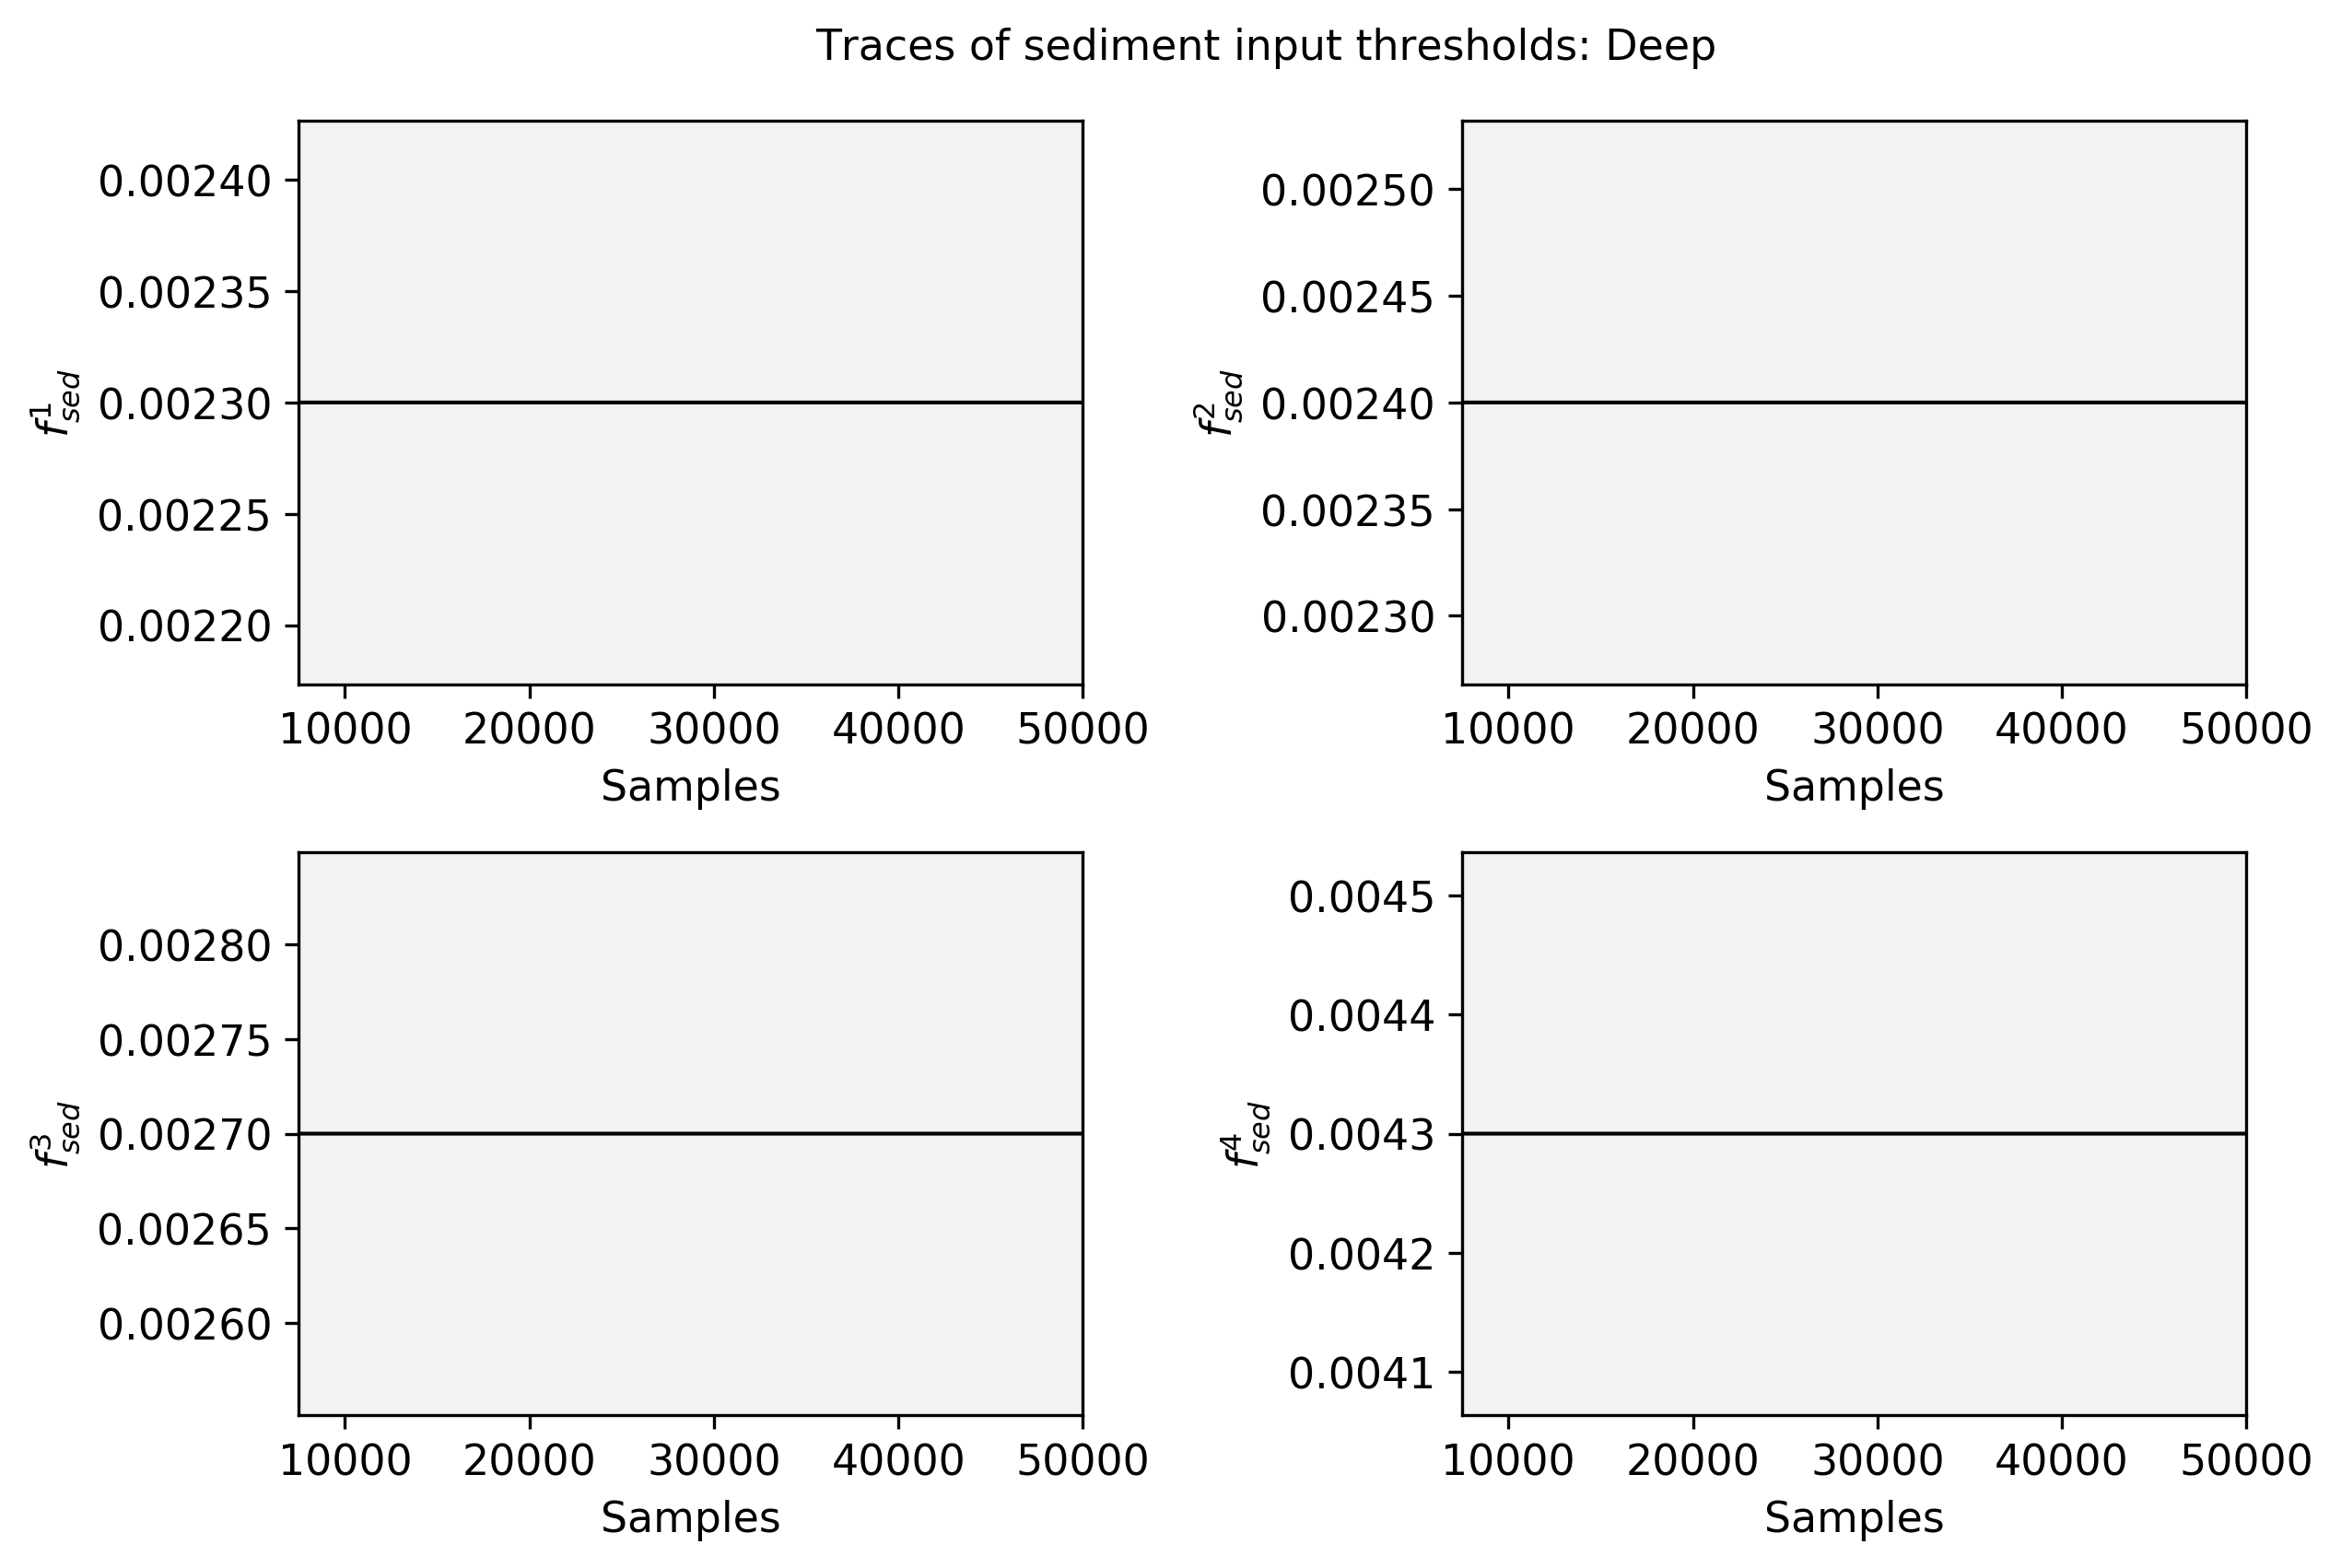 Traces of sediment input thresholds: Deep
0.00240
0.00235
0.00230
0.00225
0.00220
f¹sed
10000 20000 30000 40000 50000
Samples
0.00250
0.00245
0.00240
0.00235
0.00230
f²sed
10000 20000 30000 40000 50000
Samples
0.00280
0.00275
0.00270
0.00265
0.00260
f³sed
10000 20000 30000 40000 50000
Samples
0.0045
0.0044
0.0043
0.0042
0.0041
f⁴sed
10000 20000 30000 40000 50000
Samples